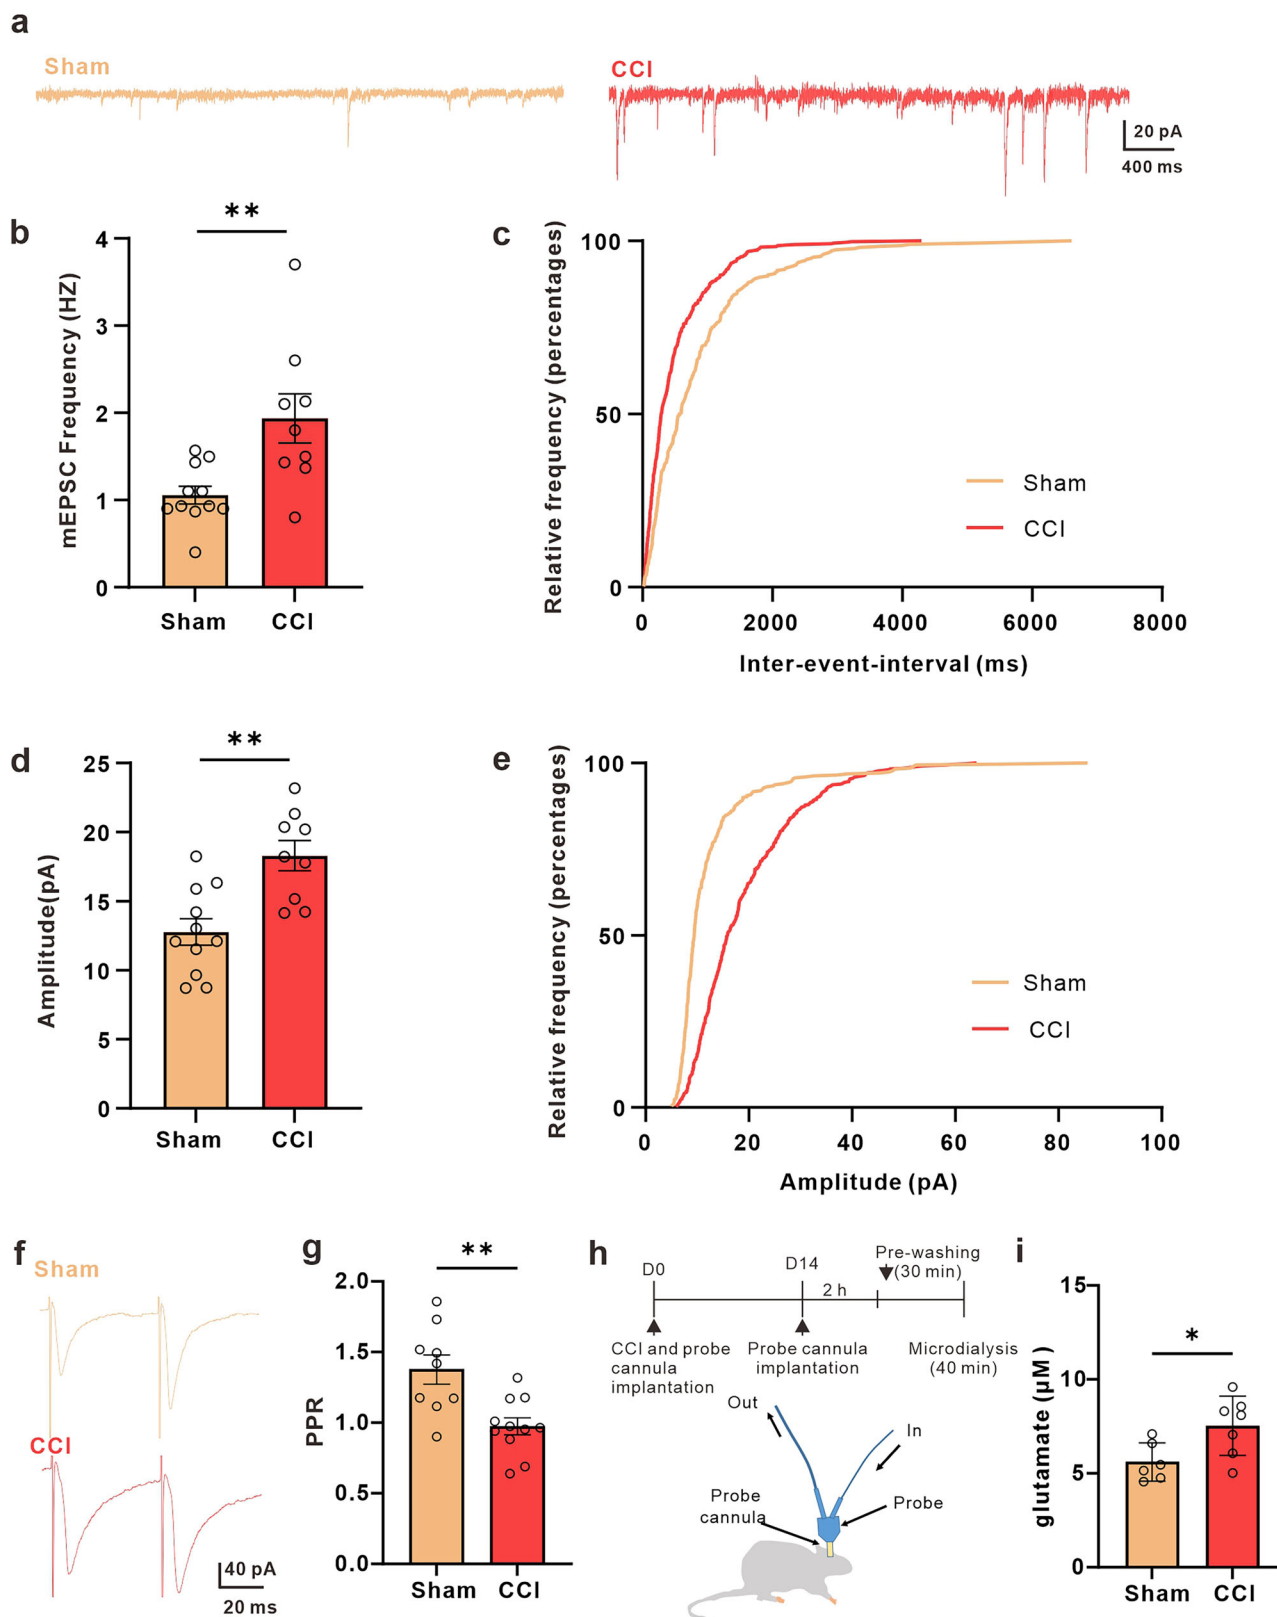 a
Sham
CCI
20 pA
400 ms
b
**
mEPSC Frequency (HZ)
4
3
2
1
0
Sham
CCI
c
Relative frequency (percentages)
100
50
0
Sham
CCI
0
2000
4000
6000
8000
Inter-event-interval (ms)
d
**
Amplitude(pA)
25
20
15
10
5
0
Sham
CCI
e
Relative frequency (percentages)
100
50
0
Sham
CCI
0
20
40
60
80
100
Amplitude (pA)
f
Sham
CCI
40 pA
20 ms
g
**
PPR
2.0
1.5
1.0
0.5
0.0
Sham
CCI
h
D0
D14
2 h
Pre-washing
(30 min)
CCI and probe
cannula
implantation
Probe cannula
implantation
Microdialysis
(40 min)
Out
In
Probe
cannula
Probe
i
*
glutamate (μM )
15
10
5
0
Sham
CCI